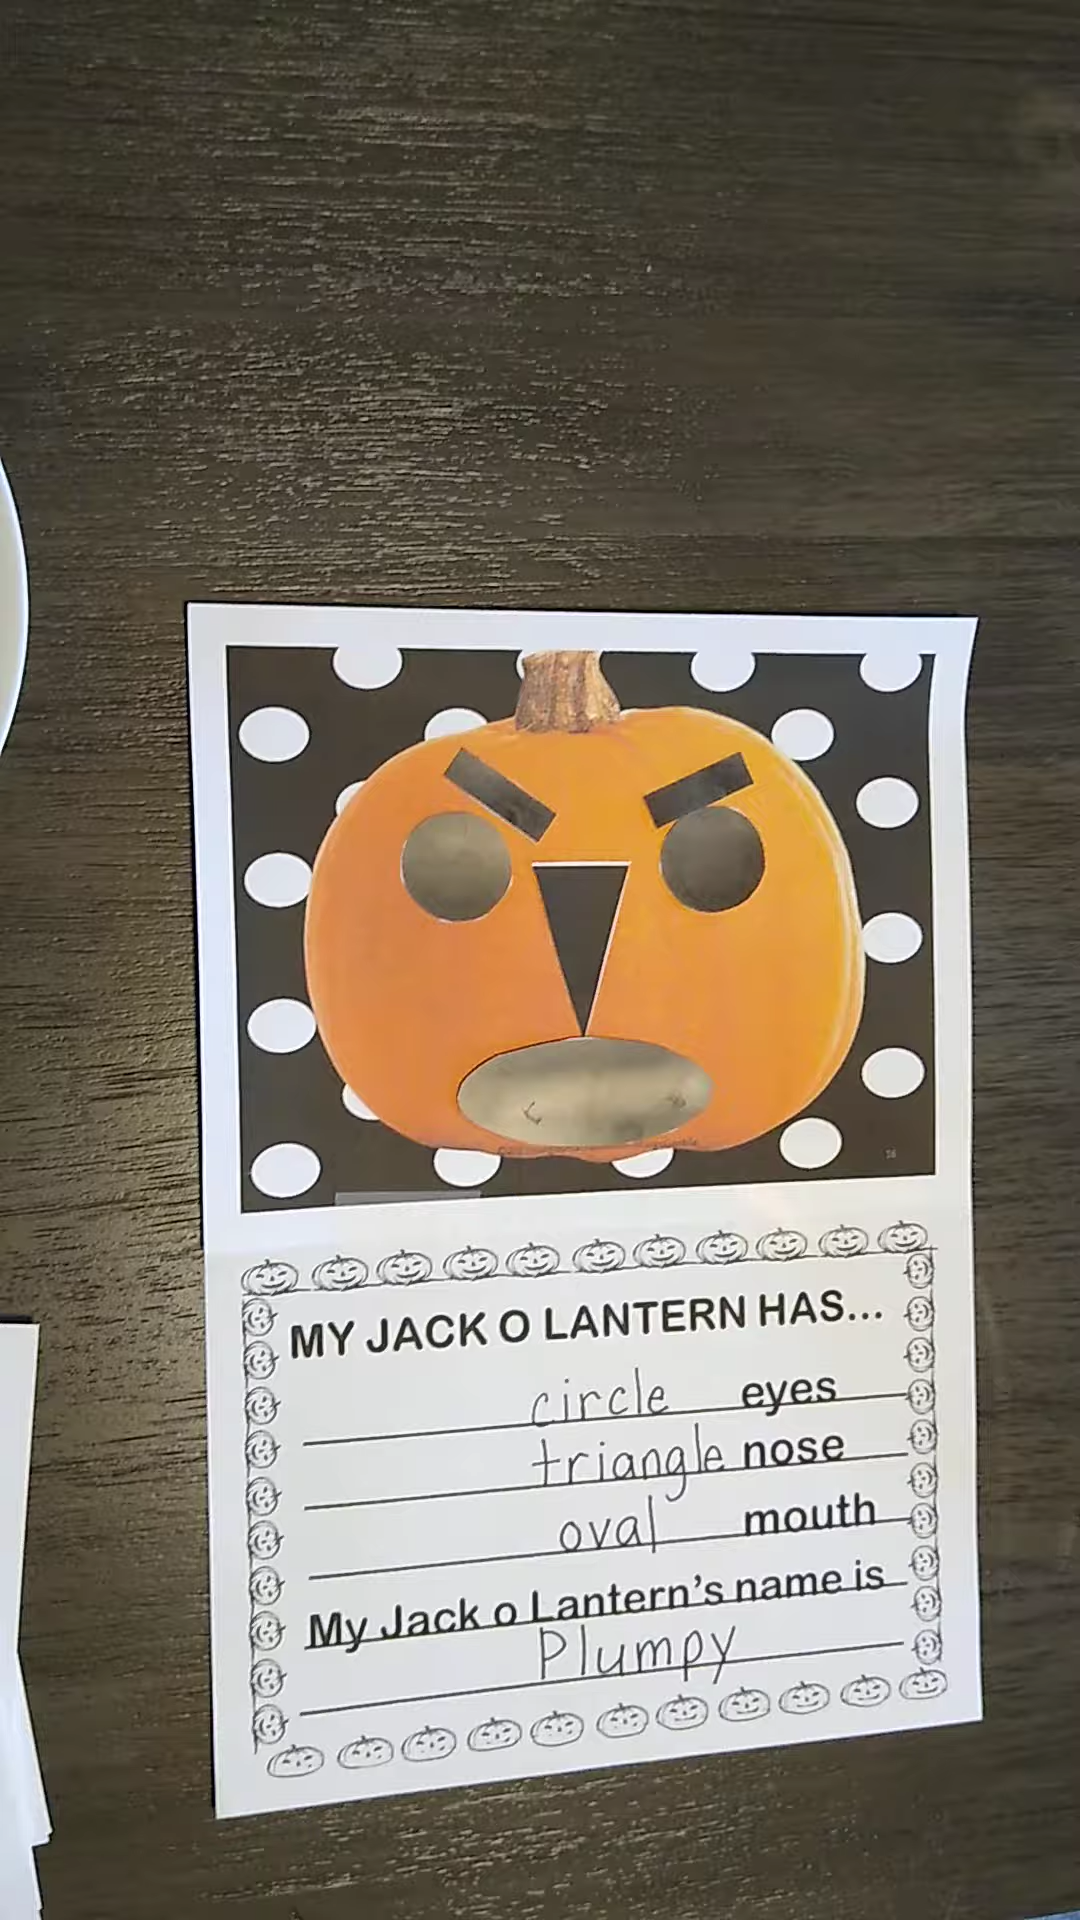 MY JACK O LANTERN HAS...
circle eyes
triangle nose
oval mouth
My Jack o Lantern's name is
Plumpy